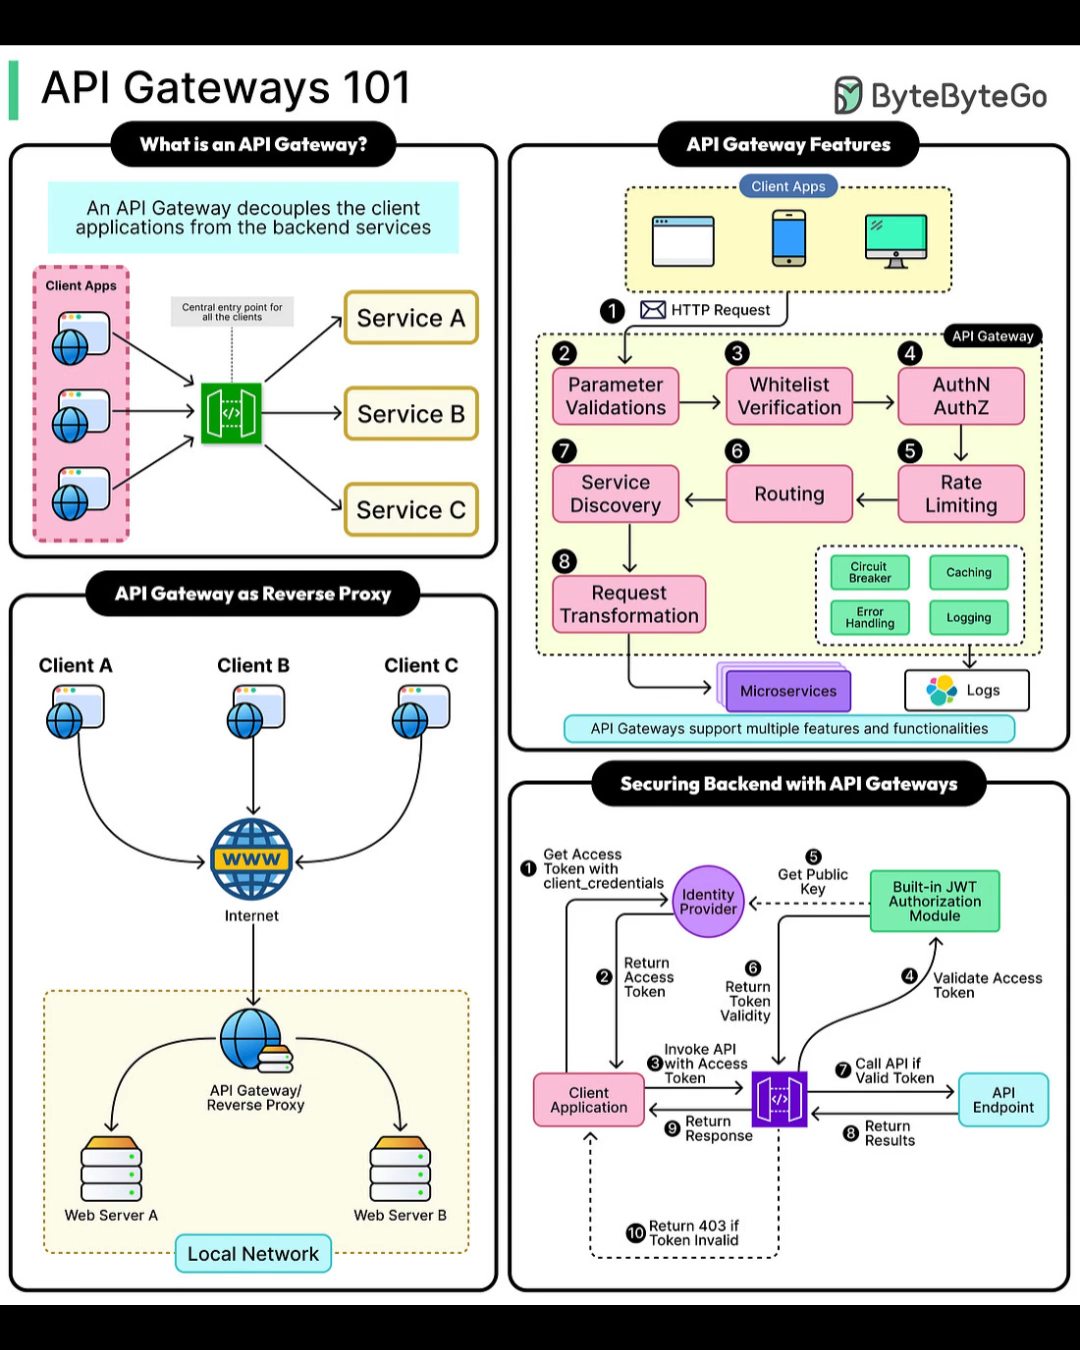 API Gateways 101
ByteByteGo
What is an API Gateway?
An API Gateway decouples the client
applications from the backend services
Client Apps
Central entry point for
all the clients
</>
Service A
Service B
Service C
API Gateway Features
Client Apps
1
HTTP Request
API Gateway
2
Parameter
Validations
3
Whitelist
Verification
4
AuthN
AuthZ
5
Rate
Limiting
6
Routing
7
Service
Discovery
8
Request
Transformation
Circuit
Breaker
Caching
Error
Handling
Logging
Microservices
Logs
API Gateways support multiple features and functionalities
API Gateway as Reverse Proxy
Client A
Client B
Client C
WWW
Internet
API Gateway/
Reverse Proxy
Web Server A
Web Server B
Local Network
Securing Backend with API Gateways
1
Get Access
Token with
client_credentials
Identity
Provider
5
Get Public
Key
Built-in JWT
Authorization
Module
2
Return
Access
Token
6
Return
Token
Validity
4
Validate Access
Token
3
Invoke API
with Access
Token
Client
Application
</>
7
Call API if
Valid Token
API
Endpoint
9
Return
Response
8
Return
Results
10
Return 403 if
Token Invalid